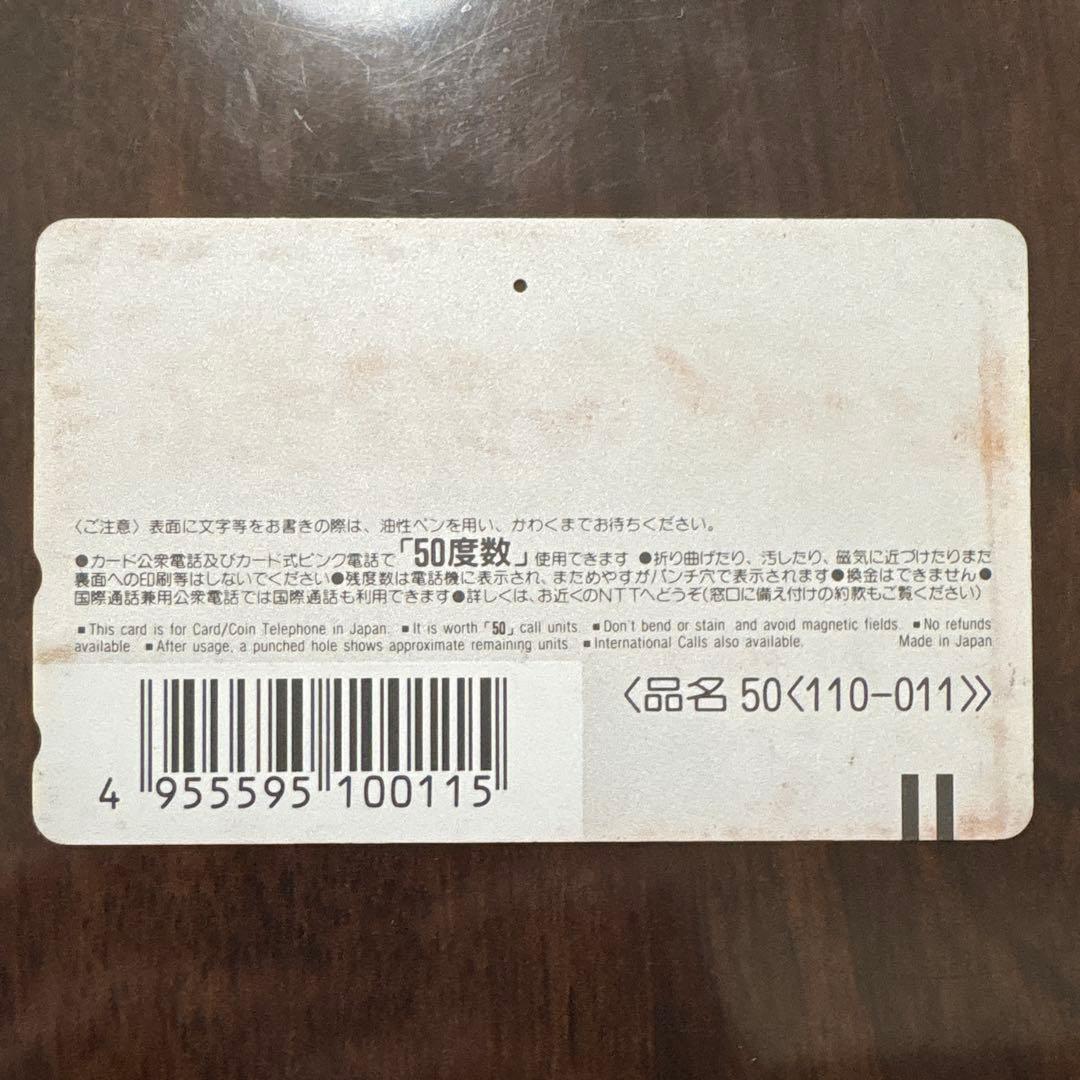 〈ご注意〉表面に文字等をお書きの際は、油性ペンを用い、かわくまでお待ちください。
●カード公衆電話及びカード式ピンク電話で「50度数」使用できます ●折り曲げたり、汚したり、磁気に近づけたりまた
裏面への印刷等はしないでください●残度数は電話機に表示され、まためやすがパンチ穴で表示されます●換金はできません●
国際通話兼用公衆電話では国際通話も利用できます●詳しくは、お近くのNTTへどうぞ(窓口に備え付けの約款もご覧ください)
■This card is for Card/Coin Telephone in Japan. ■It is worth「50」call units ■Don't bend or stain and avoid magnetic fields. ■No refunds
available ■After usage, a punched hole shows approximate remaining units ■International Calls also available. Made in Japan
〈品名 50〈110-011〉〉
4 955595 100115